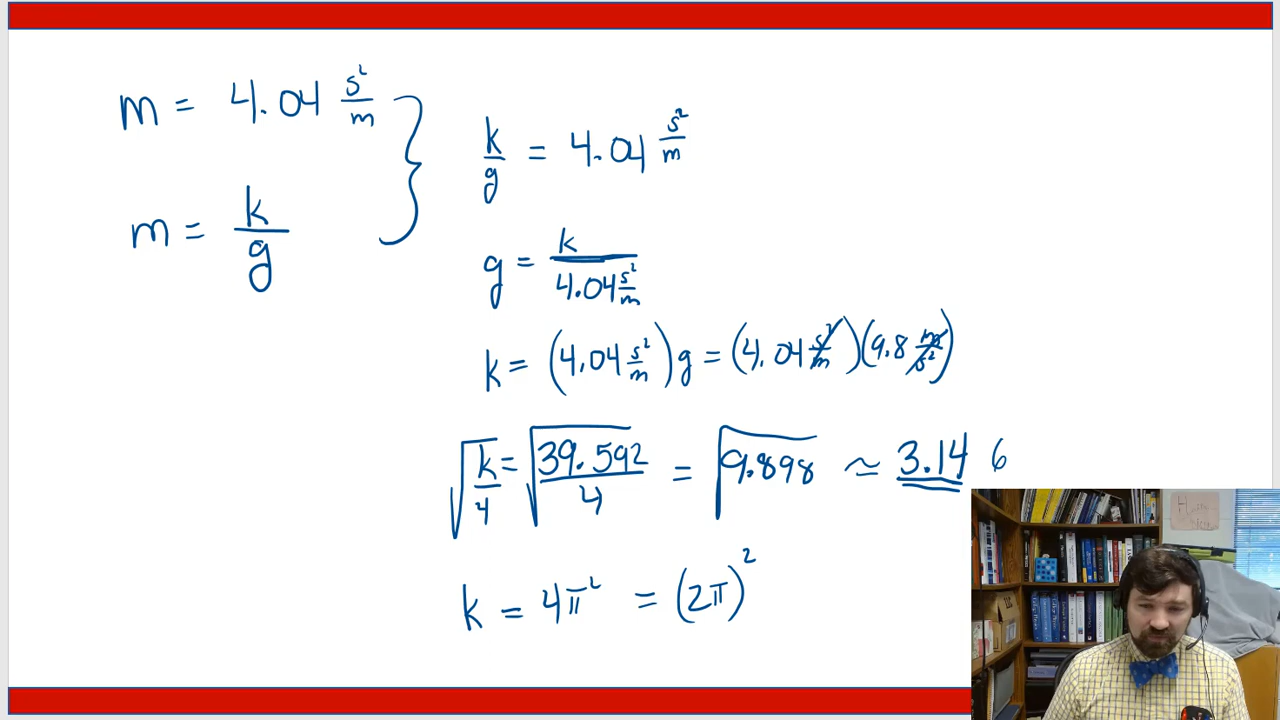 m = 4.04 s²/m
m = k/g
k/g = 4.04 s²/m
g = k/(4.04 s²/m)
k = (4.04 s²/m)g = (4.04 s²/m)(9.8 m/s²)
√(k/4) = √(39.592/4) = √9.898 ≈ 3.14 6
k = 4π² = (2π)²